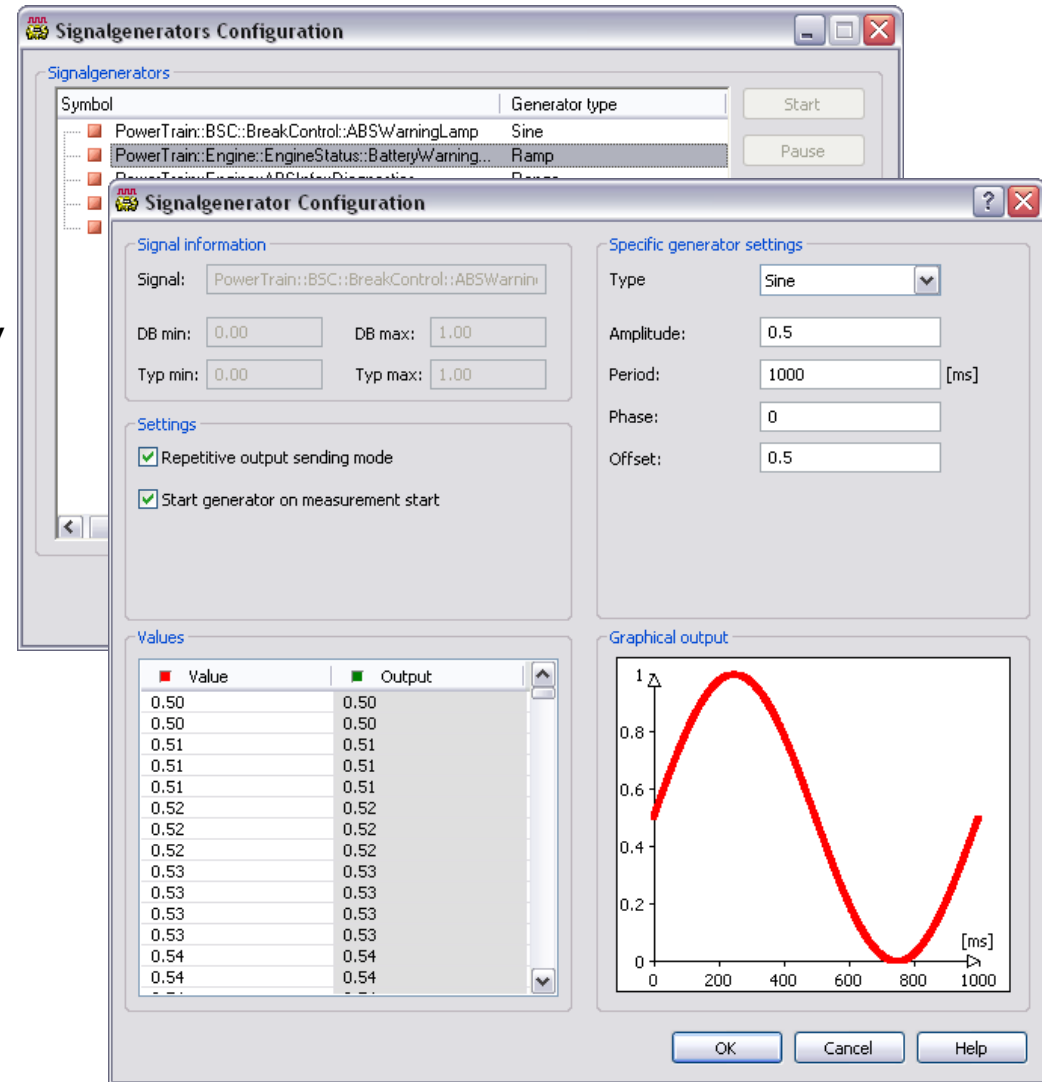 Signalgenerators Configuration
Signalgenerators
Symbol Generator type Start
PowerTrain::BSC::BreakControl::ABSWarningLamp Sine
PowerTrain::Engine::EngineStatus::BatteryWarning... Ramp Pause
Signalgenerator Configuration
Signal information
Signal: PowerTrain::BSC::BreakControl::ABSWarnin
DB min: 0.00 DB max: 1.00
Typ min: 0.00 Typ max: 1.00
Settings
Repetitive output sending mode
Start generator on measurement start
Specific generator settings
Type Sine
Amplitude: 0.5
Period: 1000 [ms]
Phase: 0
Offset: 0.5
Values
Value Output
0.50 0.50
0.50 0.50
0.51 0.51
0.51 0.51
0.51 0.51
0.52 0.52
0.52 0.52
0.52 0.52
0.53 0.53
0.53 0.53
0.53 0.53
0.53 0.53
0.54 0.54
0.54 0.54
Graphical output
1
0.8
0.6
0.4
0.2
0
[ms]
0 200 400 600 800 1000
OK Cancel Help